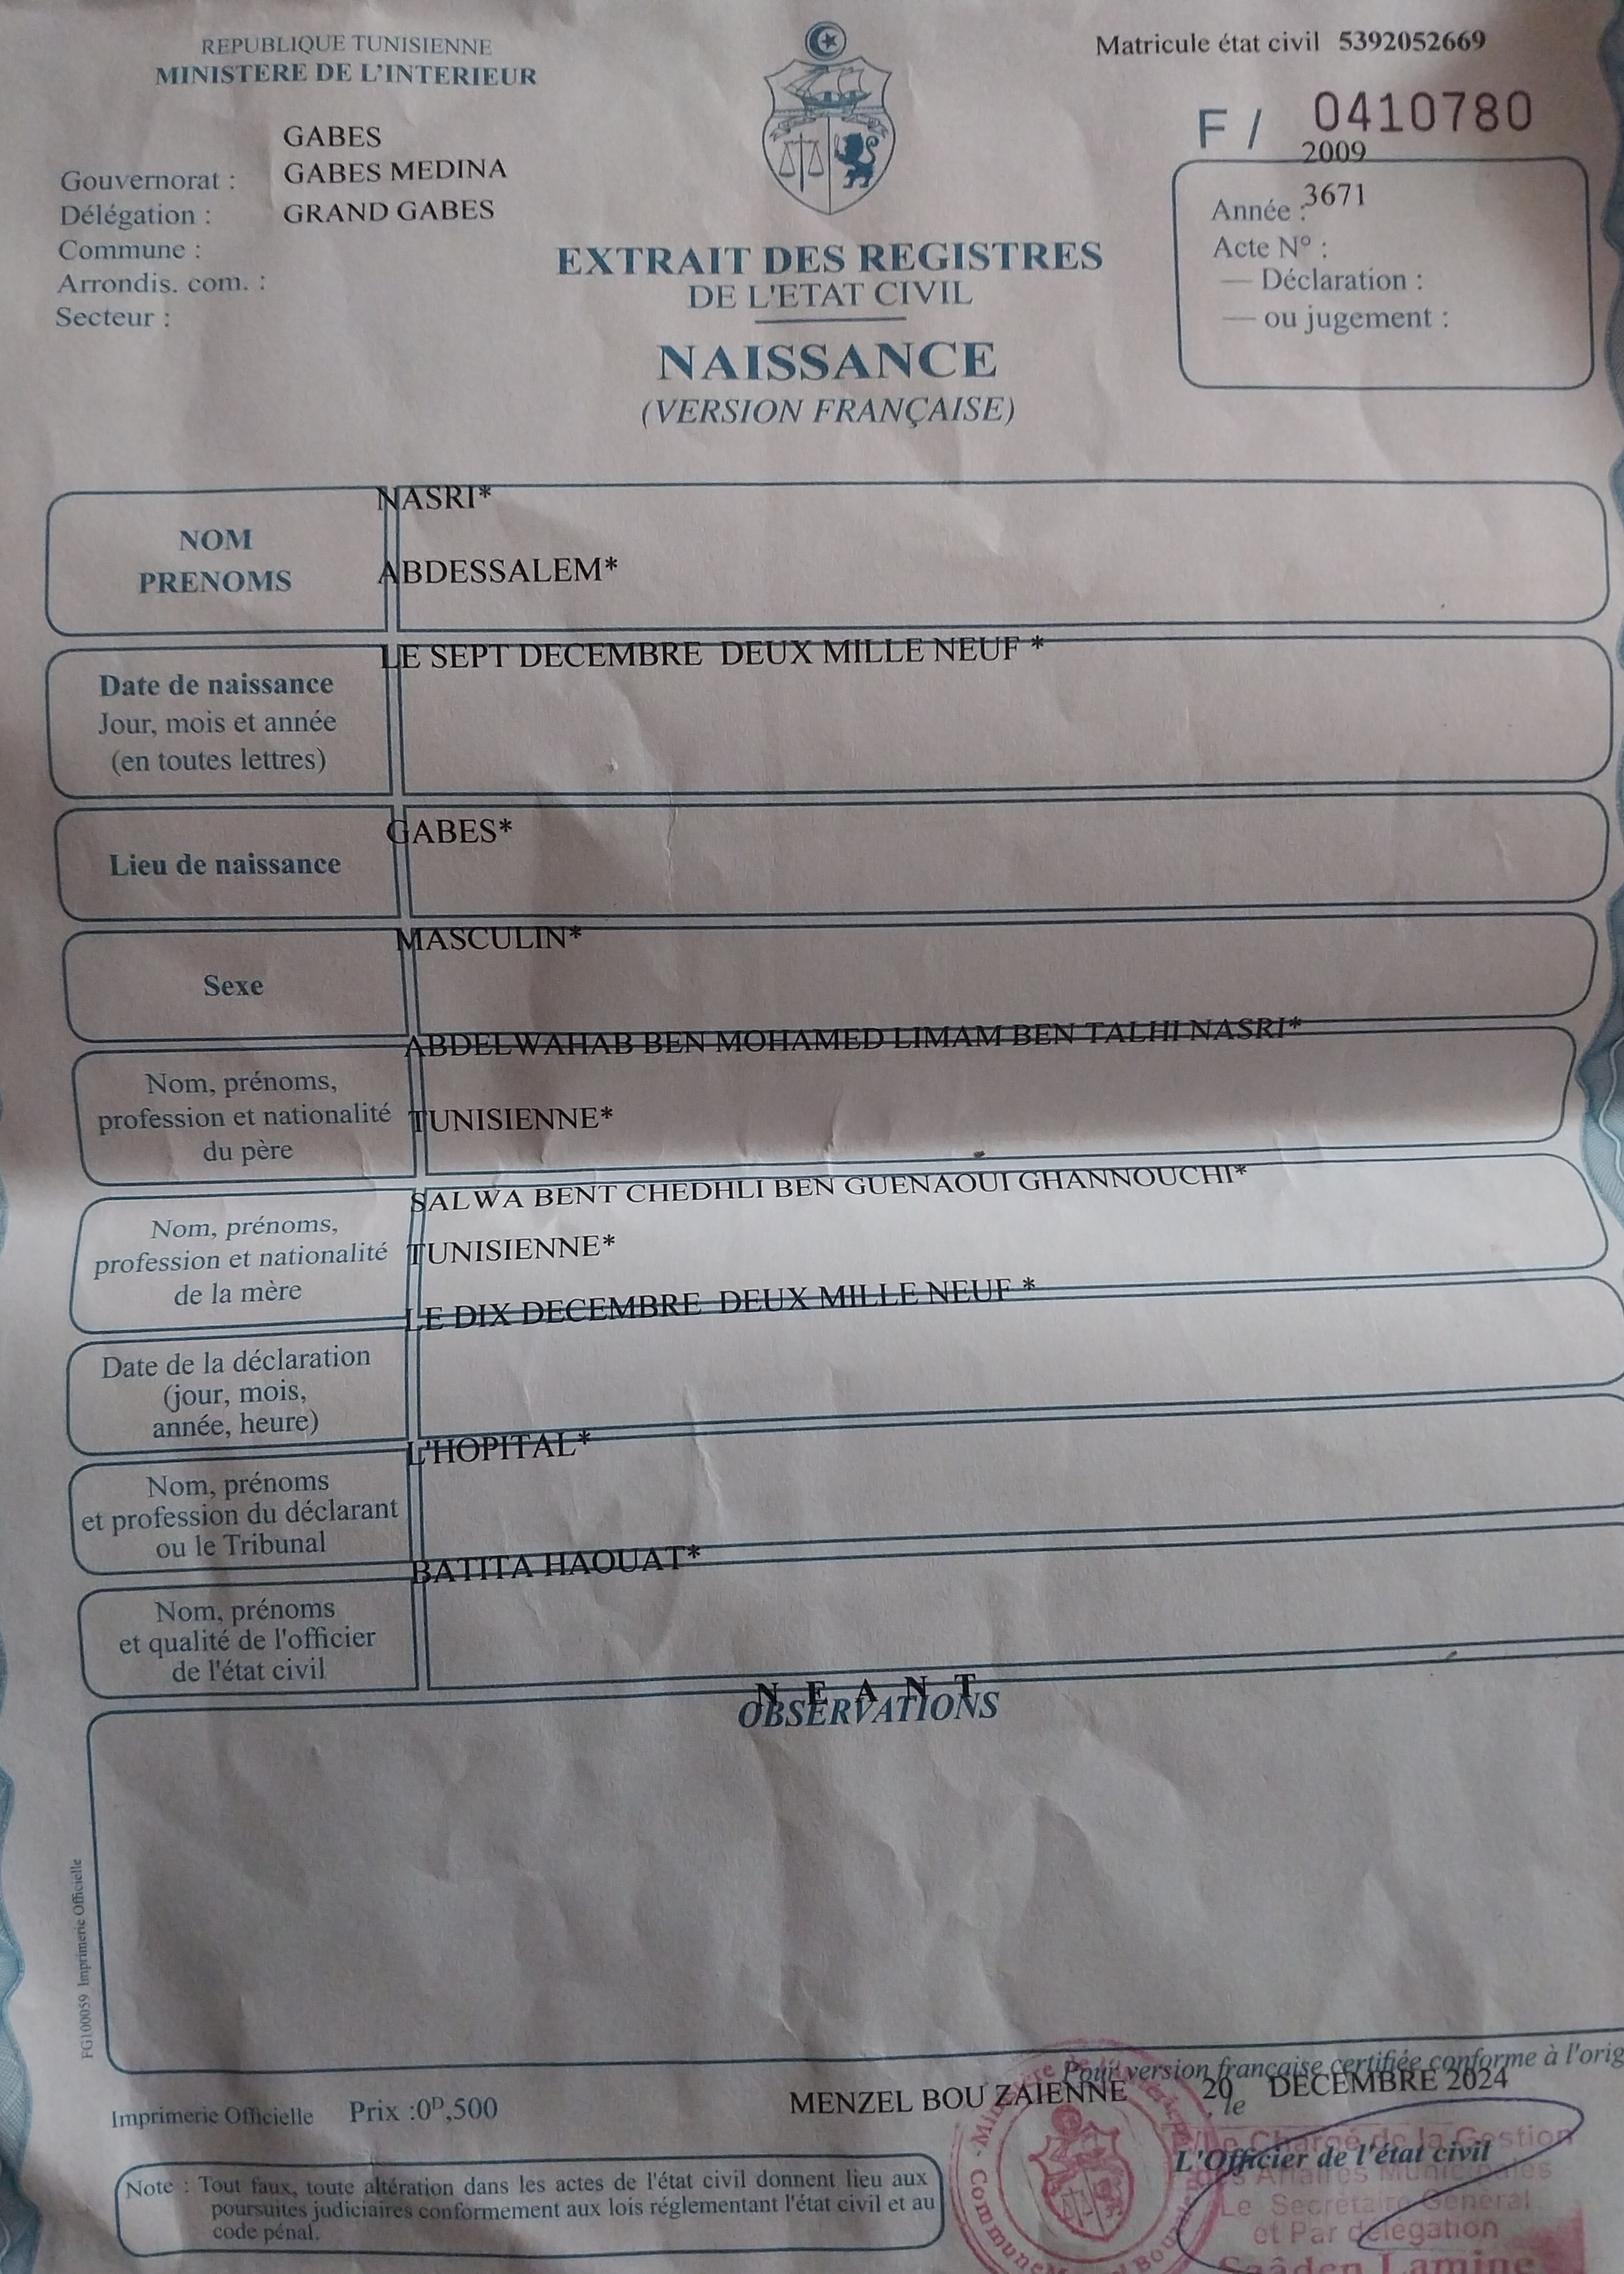 REPUBLIQUE TUNISIENNE
MINISTERE DE L'INTERIEUR
Matricule état civil 5392052669
F / 0410780
GABES
Gouvernorat : GABES MEDINA
Délégation : GRAND GABES
Commune :
Arrondis. com. :
Secteur :
2009
Année : 3671
Acte N° :
— Déclaration :
— ou jugement :
EXTRAIT DES REGISTRES
DE L'ETAT CIVIL
NAISSANCE
(VERSION FRANÇAISE)
NASRI*
NOM
ABDESSALEM*
PRENOMS
LE SEPT DECEMBRE DEUX MILLE NEUF *
Date de naissance
Jour, mois et année
(en toutes lettres)
GABES*
Lieu de naissance
MASCULIN*
Sexe
ABDELWAHAB BEN MOHAMED LIMAM BEN TALHI NASRI*
Nom, prénoms,
profession et nationalité
du père
TUNISIENNE*
SALWA BENT CHEDHLI BEN GUENAOUI GHANNOUCHI*
Nom, prénoms,
profession et nationalité
de la mère
TUNISIENNE*
LE DIX DECEMBRE DEUX MILLE NEUF *
Date de la déclaration
(jour, mois,
année, heure)
L'HOPITAL*
Nom, prénoms
et profession du déclarant
ou le Tribunal
BATITA HAOUAT*
Nom, prénoms
et qualité de l'officier
de l'état civil
N E A N T
OBSERVATIONS
FG100059 Imprimerie Officielle
Pour version française certifiée conforme à l'orig
MENZEL BOU ZAIENNE , le 20 DECEMBRE 2024
Imprimerie Officielle Prix :0ᴰ,500
L'Officier de l'état civil
Chargé de la Gestion
Affaires Municipales
Le Secrétaire Général
et Par délégation
Saâden Lamine
Note : Tout faux, toute altération dans les actes de l'état civil donnent lieu aux
poursuites judiciaires conformement aux lois réglementant l'état civil et au
code pénal.